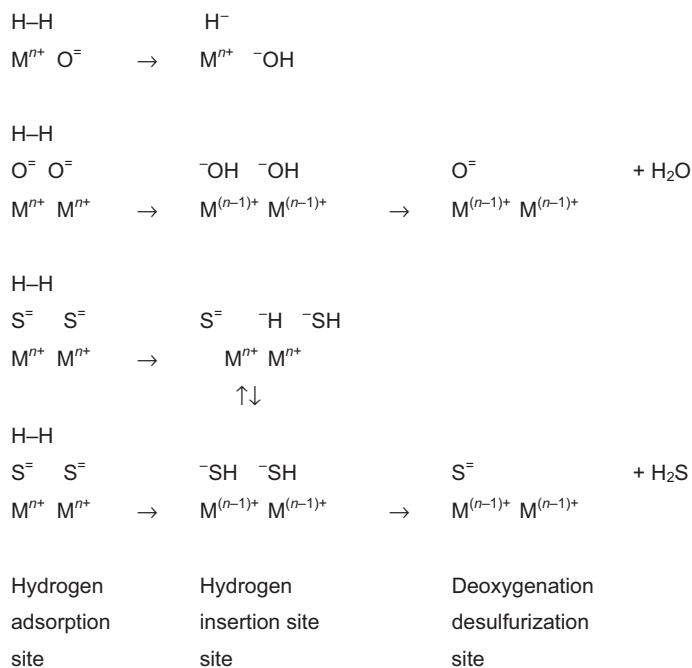 H–H H⁻
Mⁿ⁺ O⁼ → Mⁿ⁺ ⁻OH
H–H
O⁼ O⁼ ⁻OH ⁻OH O⁼ + H₂O
Mⁿ⁺ Mⁿ⁺ → M⁽ⁿ⁻¹⁾⁺ M⁽ⁿ⁻¹⁾⁺ → M⁽ⁿ⁻¹⁾⁺ M⁽ⁿ⁻¹⁾⁺
H–H
S⁼ S⁼ S⁼ ⁻H ⁻SH
Mⁿ⁺ Mⁿ⁺ → Mⁿ⁺ Mⁿ⁺
↑↓
H–H
S⁼ S⁼ ⁻SH ⁻SH S⁼ + H₂S
Mⁿ⁺ Mⁿ⁺ → M⁽ⁿ⁻¹⁾⁺ M⁽ⁿ⁻¹⁾⁺ → M⁽ⁿ⁻¹⁾⁺ M⁽ⁿ⁻¹⁾⁺
Hydrogen Hydrogen Deoxygenation
adsorption insertion site desulfurization
site site site